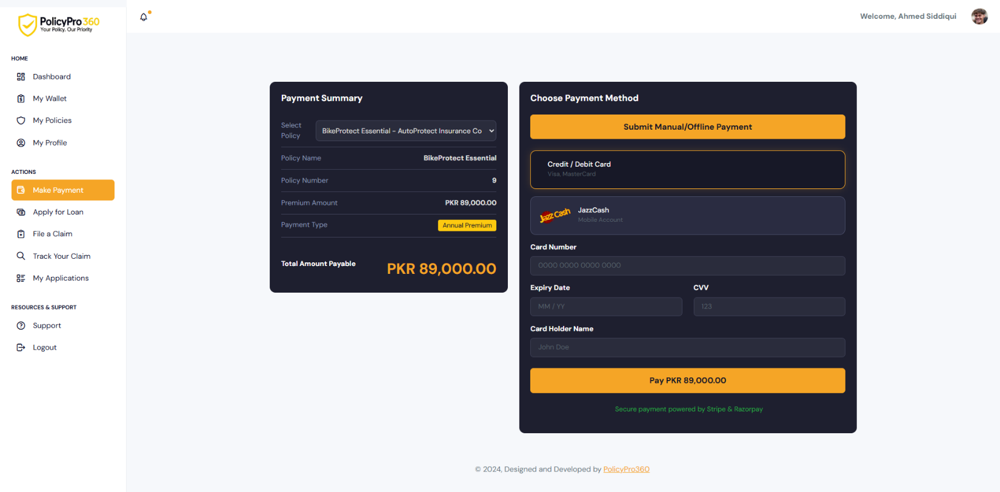 PolicyPro360
Your Policy, Our Priority
Welcome, Ahmed Siddiqui
HOME
Dashboard
My Wallet
My Policies
My Profile
ACTIONS
Make Payment
Apply for Loan
File a Claim
Track Your Claim
My Applications
RESOURCES & SUPPORT
Support
Logout
Payment Summary
Select
Policy
BikeProtect Essential - AutoProtect Insurance Co
Policy Name
BikeProtect Essential
Policy Number
9
Premium Amount
PKR 89,000.00
Payment Type
Annual Premium
Total Amount Payable
PKR 89,000.00
Choose Payment Method
Submit Manual/Offline Payment
Credit / Debit Card
Visa, MasterCard
Jazz Cash
JazzCash
Mobile Account
Card Number
0000 0000 0000 0000
Expiry Date
CVV
MM / YY
123
Card Holder Name
John Doe
Pay PKR 89,000.00
Secure payment powered by Stripe & Razorpay
© 2024, Designed and Developed by PolicyPro360